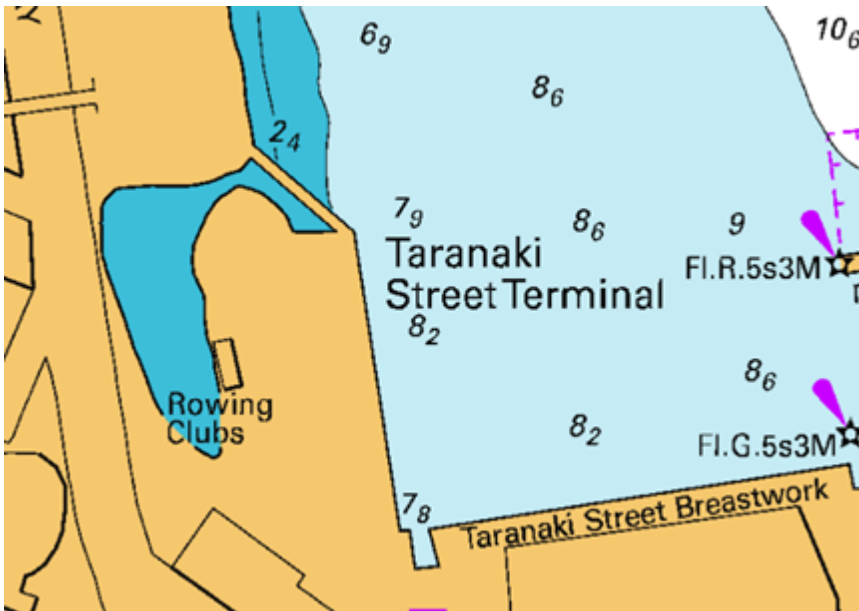 6₉
10₆
8₆
2₄
7₉
8₆
9
Taranaki
Street Terminal
Fl.R.5s3M
8₂
8₆
Rowing
Clubs
8₂
Fl.G.5s3M
7₈
Taranaki Street Breastwork